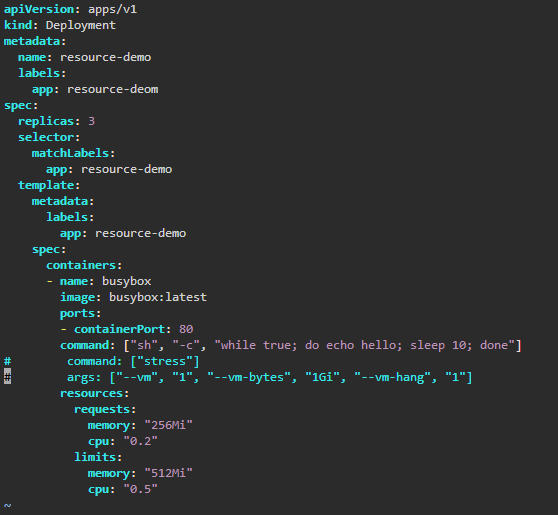 apiVersion: apps/v1
kind: Deployment
metadata:
  name: resource-demo
  labels:
    app: resource-deom
spec:
  replicas: 3
  selector:
    matchLabels:
      app: resource-demo
  template:
    metadata:
      labels:
        app: resource-demo
    spec:
      containers:
      - name: busybox
        image: busybox:latest
        ports:
        - containerPort: 80
        command: ["sh", "-c", "while true; do echo hello; sleep 10; done"]
#        command: ["stress"]
#        args: ["--vm", "1", "--vm-bytes", "1Gi", "--vm-hang", "1"]
        resources:
          requests:
            memory: "256Mi"
            cpu: "0.2"
          limits:
            memory: "512Mi"
            cpu: "0.5"
~